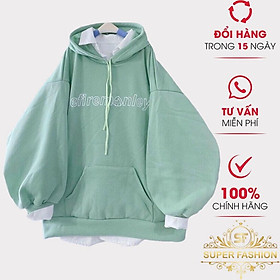 ĐỔI HÀNG
TRONG 15 NGÀY
TƯ VẤN
MIỄN PHÍ
100%
CHÍNH HÃNG
SF
SUPER FASHION